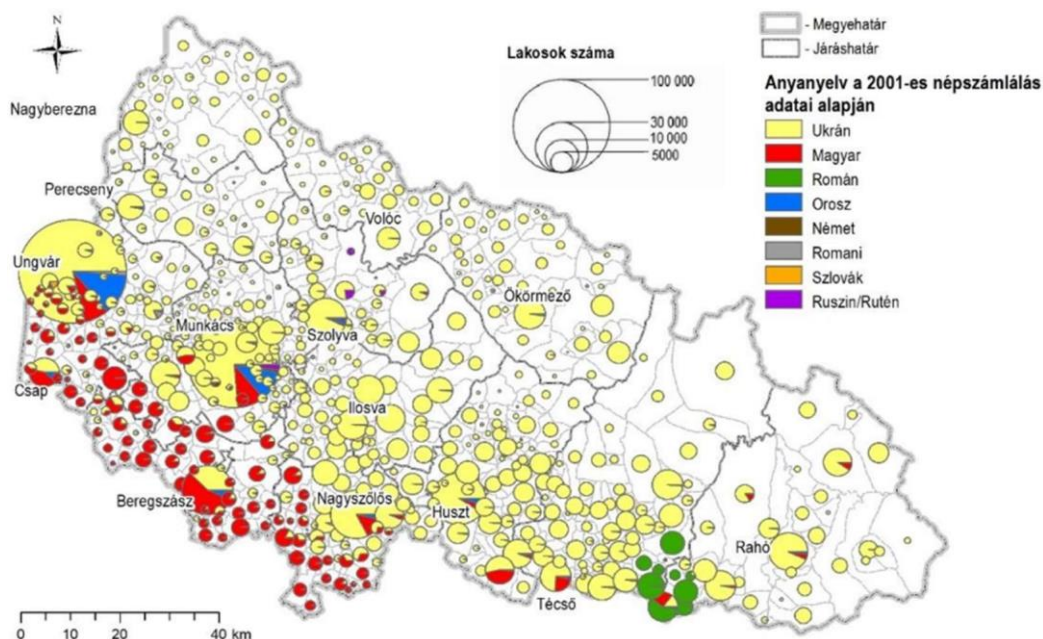 N
Lakosok száma
100 000
30 000
10 000
5000
- Megyehatár
- Járáshatár
Anyanyelv a 2001-es népszámlálás
adatai alapján
Ukrán
Magyar
Román
Orosz
Német
Romani
Szlovák
Ruszin/Rutén
Nagyberezna
Perecseny
Volóc
Ungvár
Ökörmező
Munkács
Szolyva
Csap
Ilosva
Beregszász
Nagyszőlős
Huszt
Rahó
Técső
0 10 20 40 km